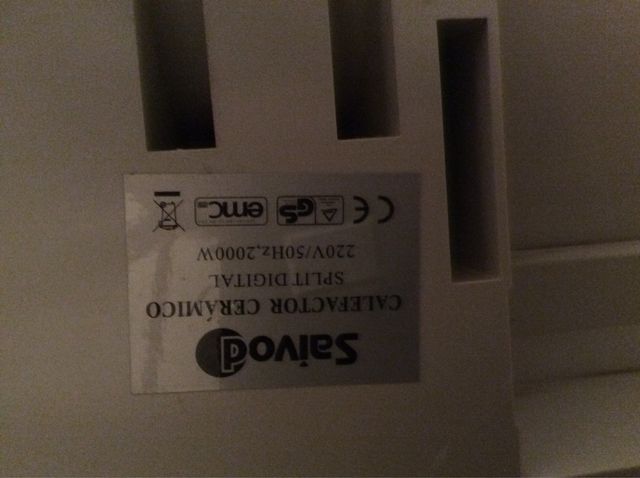 Saivod
CALEFACTOR CERÁMICO
SPLIT DIGITAL
220V/50Hz,2000W
CE GS emc